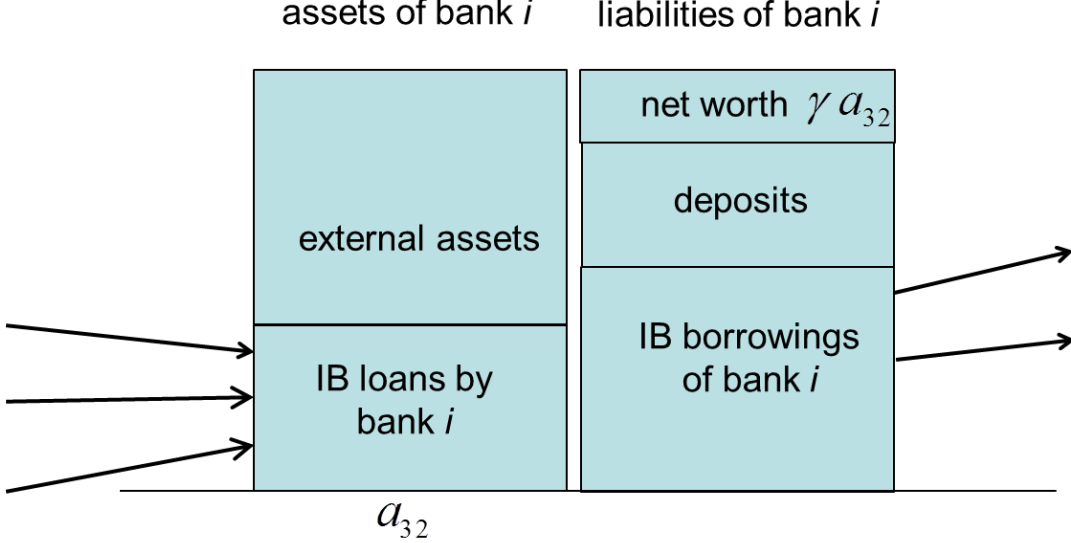 assets of bank i
liabilities of bank i
net worth γ a₃₂
deposits
external assets
IB borrowings
of bank i
IB loans by
bank i
a₃₂